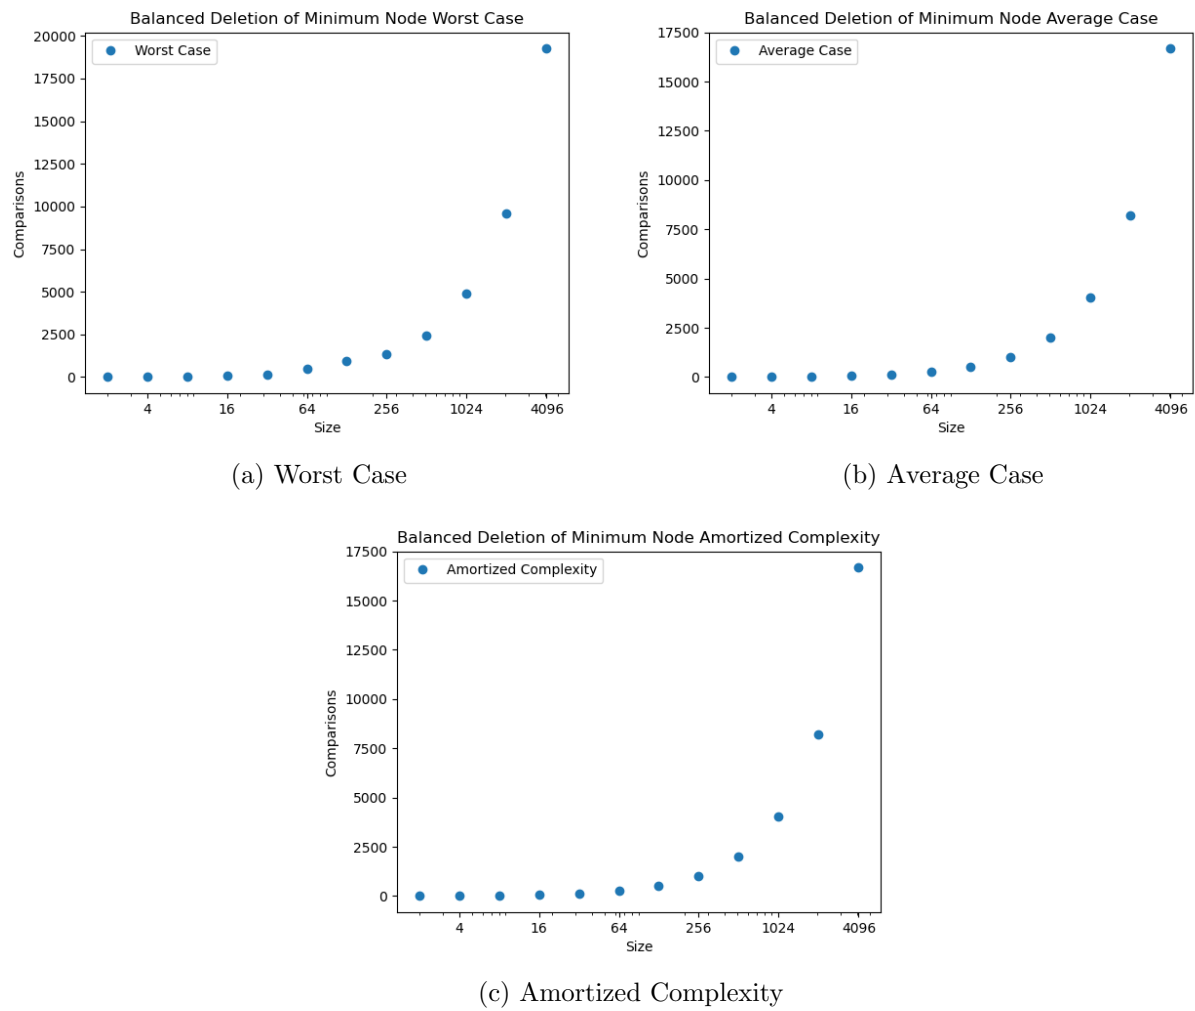 Balanced Deletion of Minimum Node Worst Case
Worst Case
20000
17500
15000
12500
10000
7500
5000
2500
0
Comparisons
4 16 64 256 1024 4096
Size
(a) Worst Case
Balanced Deletion of Minimum Node Average Case
Average Case
17500
15000
12500
10000
7500
5000
2500
0
Comparisons
4 16 64 256 1024 4096
Size
(b) Average Case
Balanced Deletion of Minimum Node Amortized Complexity
Amortized Complexity
17500
15000
12500
10000
7500
5000
2500
0
Comparisons
4 16 64 256 1024 4096
Size
(c) Amortized Complexity